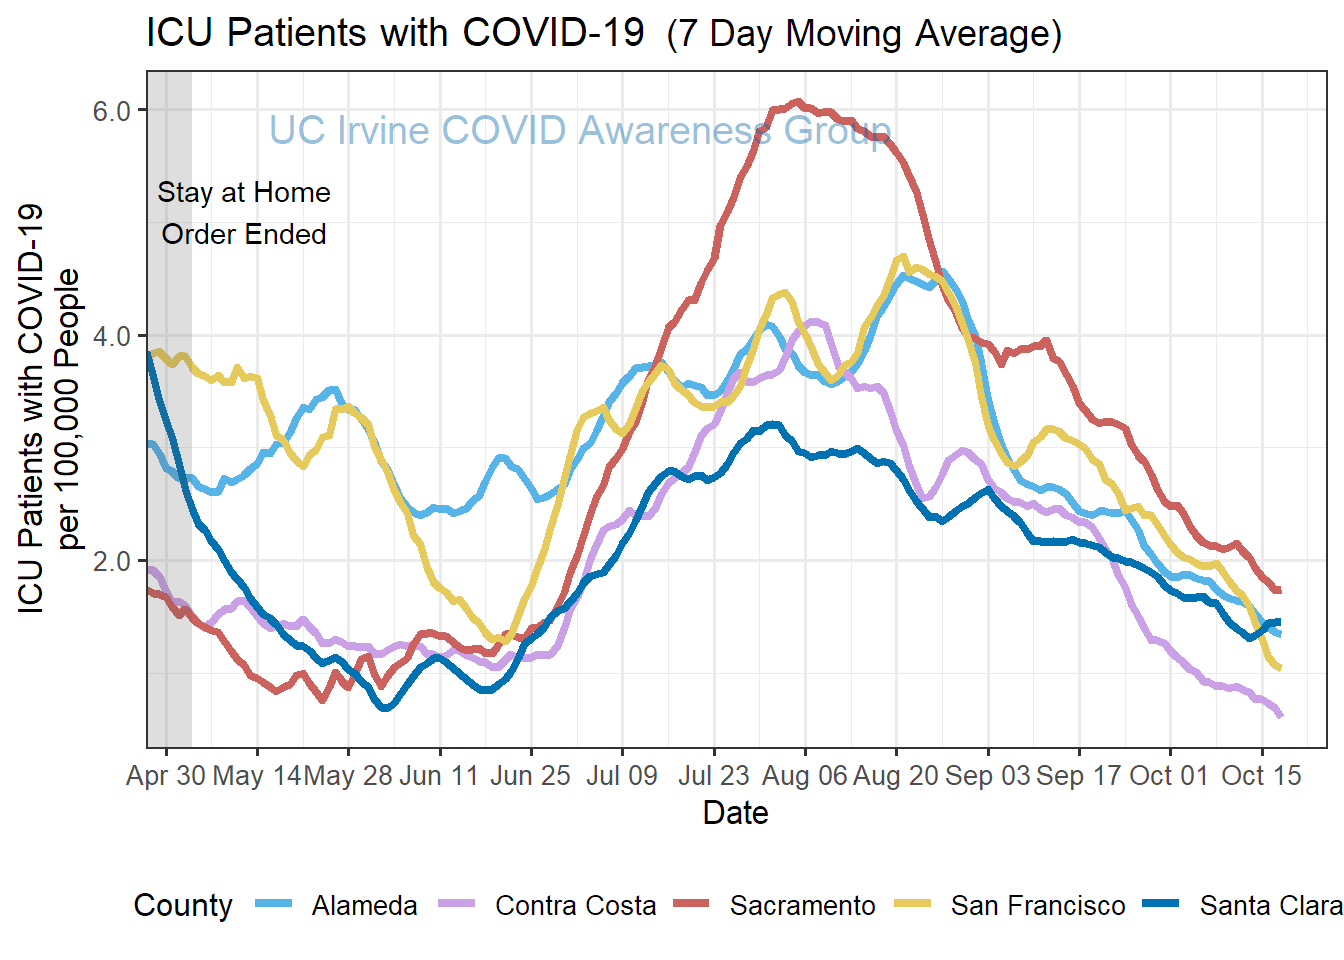 ICU Patients with COVID-19 (7 Day Moving Average)
UC Irvine COVID Awareness Group
Stay at Home
Order Ended
ICU Patients with COVID-19
per 100,000 People
6.0
4.0
2.0
Apr 30 May 14 May 28 Jun 11 Jun 25 Jul 09 Jul 23 Aug 06 Aug 20 Sep 03 Sep 17 Oct 01 Oct 15
Date
County Alameda Contra Costa Sacramento San Francisco Santa Clara